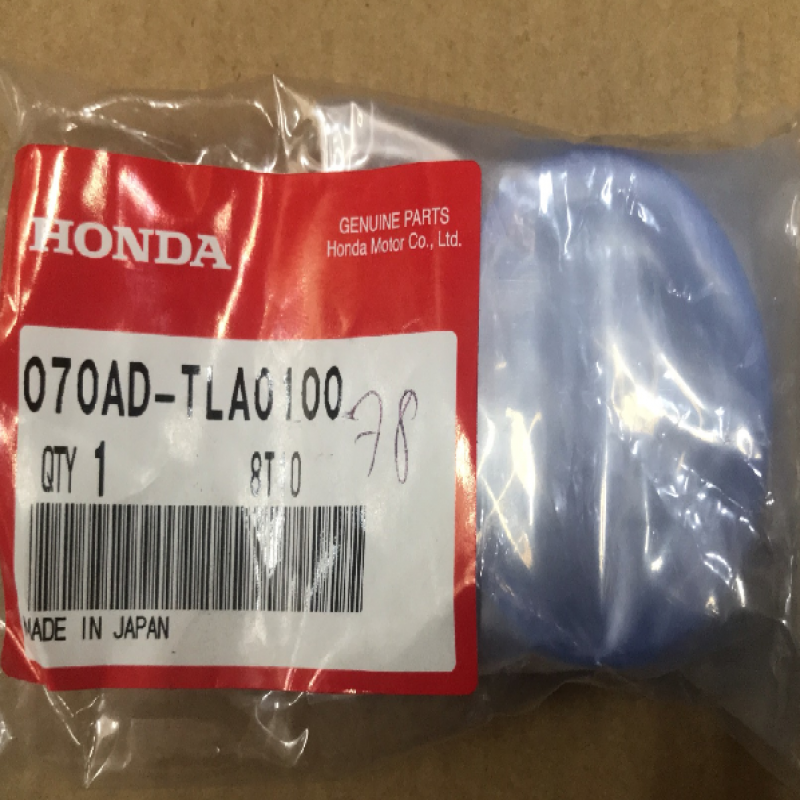 HONDA
GENUINE PARTS
Honda Motor Co., Ltd.
070AD-TLA0100
78
QTY 1
MADE IN JAPAN